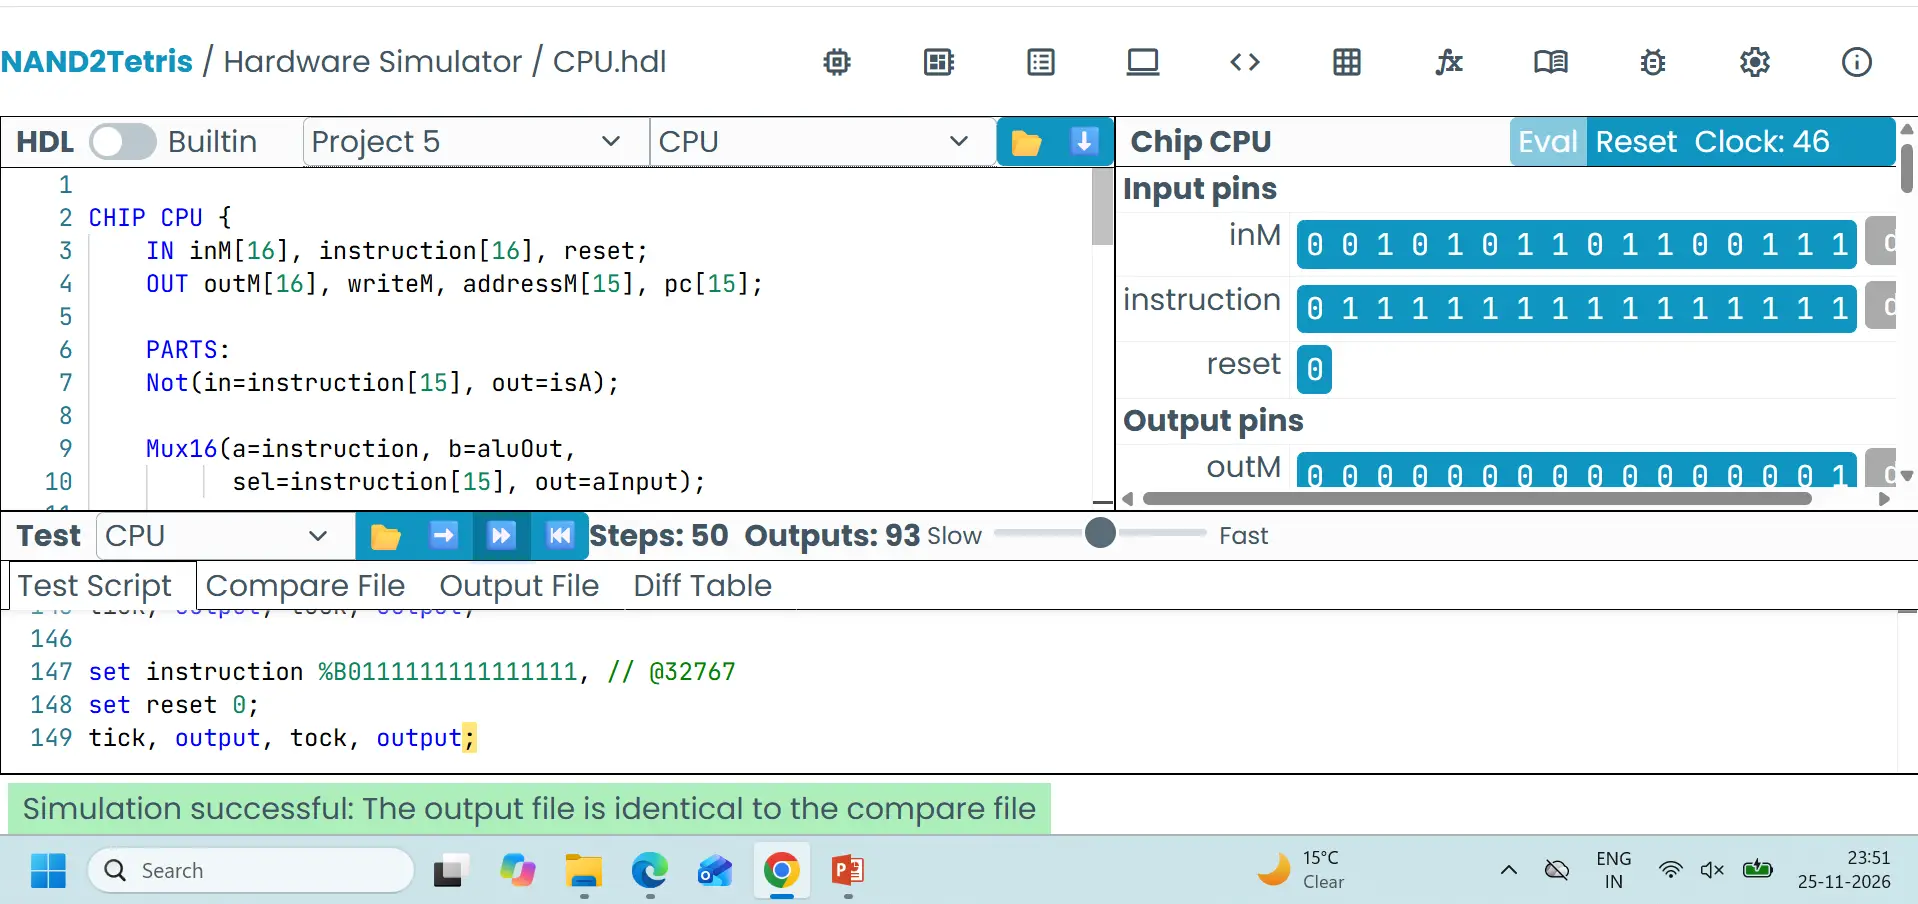 NAND2Tetris / Hardware Simulator / CPU.hdl
HDL Builtin Project 5 CPU
1
2 CHIP CPU {
3 IN inM[16], instruction[16], reset;
4 OUT outM[16], writeM, addressM[15], pc[15];
5
6 PARTS:
7 Not(in=instruction[15], out=isA);
8
9 Mux16(a=instruction, b=aluOut,
10 sel=instruction[15], out=aInput);
Chip CPU Eval Reset Clock: 46
Input pins
inM 0 0 1 0 1 0 1 1 0 1 1 0 0 1 1 1
instruction 0 1 1 1 1 1 1 1 1 1 1 1 1 1 1 1
reset 0
Output pins
outM 0 0 0 0 0 0 0 0 0 0 0 0 0 0 0 1
Test CPU Steps: 50 Outputs: 93 Slow Fast
Test Script Compare File Output File Diff Table
146
147 set instruction %B0111111111111111, // @32767
148 set reset 0;
149 tick, output, tock, output;
Simulation successful: The output file is identical to the compare file
Search
15°C
Clear
ENG
IN
23:51
25-11-2026